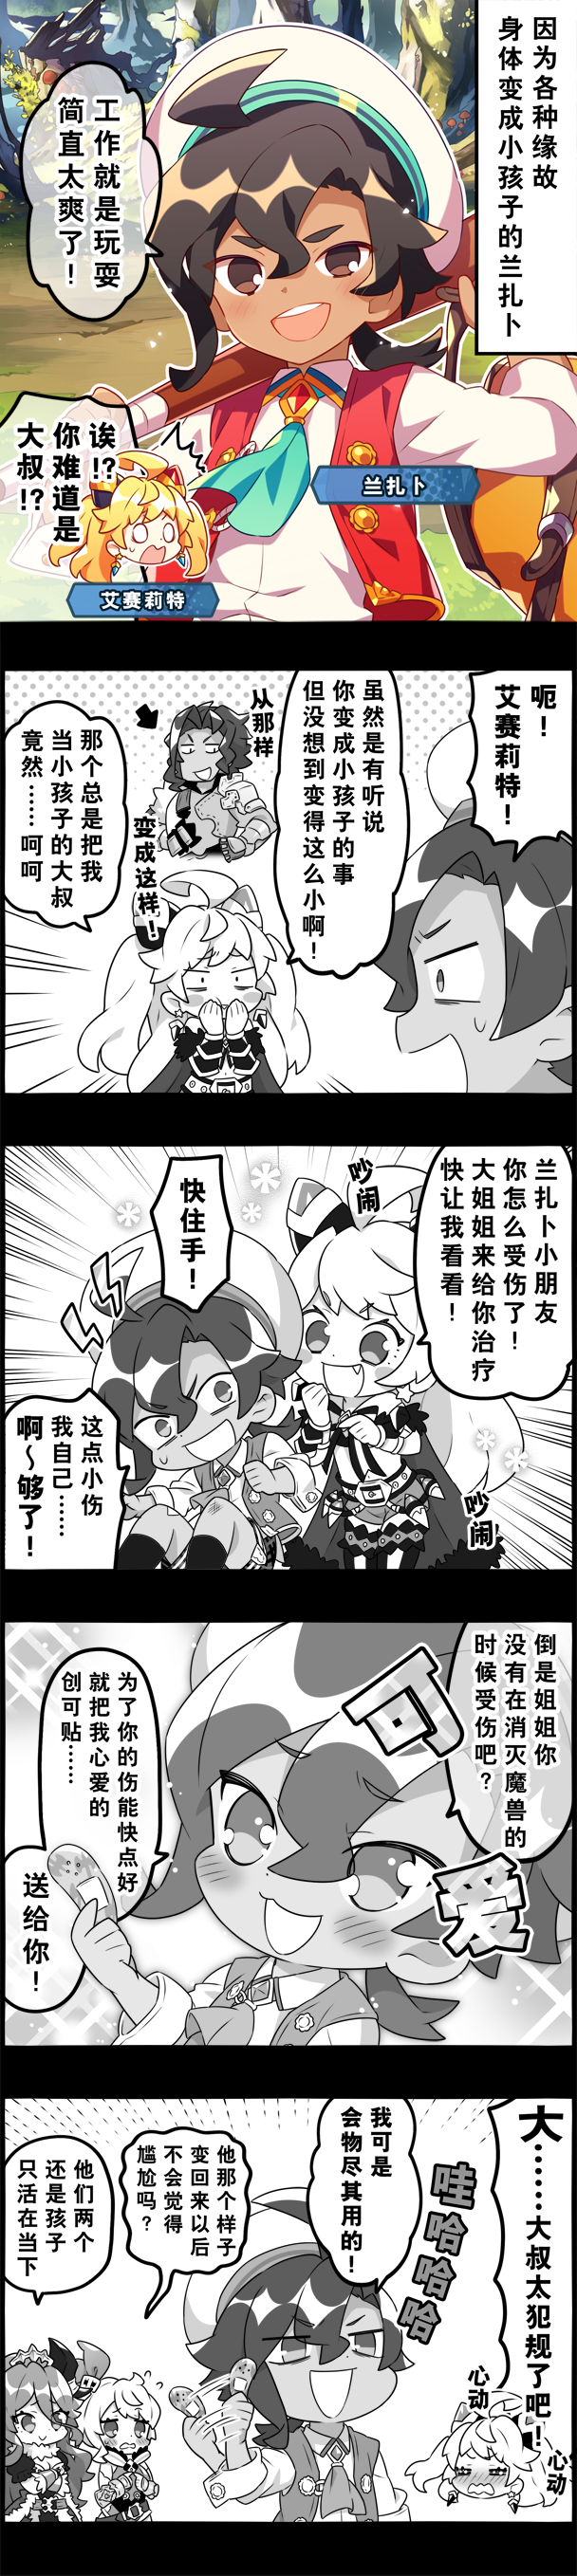 因为各种缘故
身体变成小孩子的兰扎卜
工作就是玩耍
简直太爽了！
兰扎卜
诶!?
你难道是
大叔!?
艾赛莉特
呃！
艾赛莉特！
虽然是有听说
你变成小孩子的事
但没想到变得这么小啊！
从那样
变成这样！
那个总是把我
当小孩子的大叔
竟然……呵呵
兰扎卜小朋友
你怎么受伤了！
大姐姐来给你治疗
快让我看看！
吵闹
吵闹
快住手！
这点小伤
我自己……
啊～够了！
倒是姐姐你
没有在消灭魔兽的
时候受伤吧？
可
爱
为了你的伤能快点好
就把我心爱的
创可贴……
送给你！
大……大叔太犯规了吧！
心动
心动
我可是
会物尽其用的！
哇哈哈哈
他那个样子
变回来以后
不会觉得
尴尬吗？
他们两个
还是孩子
只活在当下